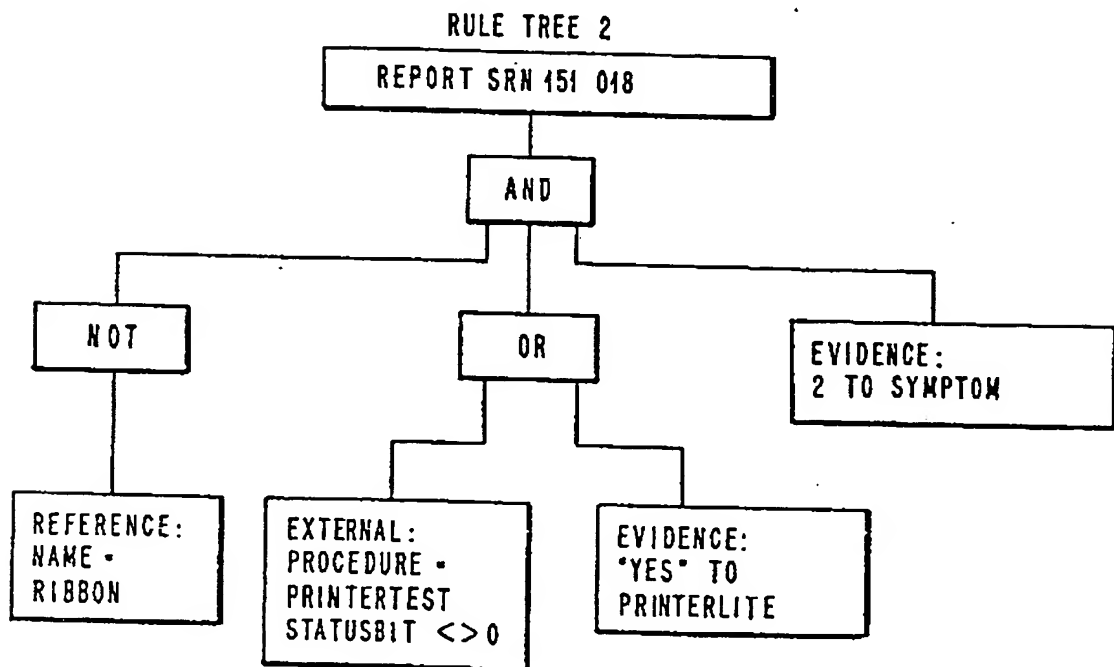 RULE TREE 2
REPORT SRN 151 018
AND
NOT
OR
EVIDENCE:
2 TO SYMPTOM
REFERENCE:
NAME =
RIBBON
EXTERNAL:
PROCEDURE =
PRINTERTEST
STATUSBIT <>0
EVIDENCE:
"YES" TO
PRINTERLITE